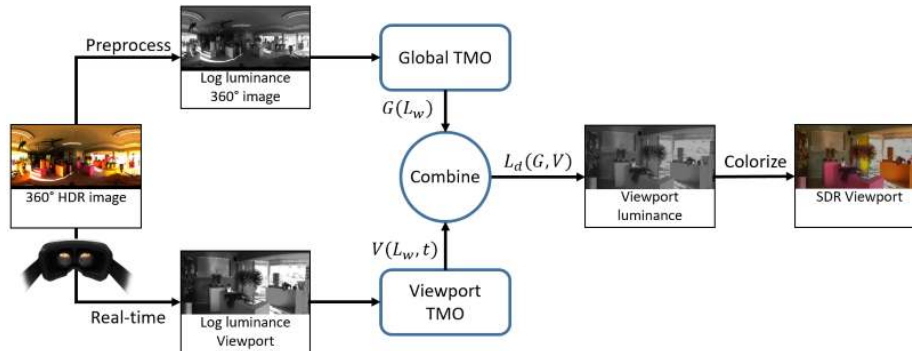 Preprocess
Log luminance
360° image
Global TMO
G(L_w)
360° HDR image
Combine
L_d(G, V)
Viewport
luminance
Colorize
SDR Viewport
V(L_w, t)
Real-time
Log luminance
Viewport
Viewport
TMO